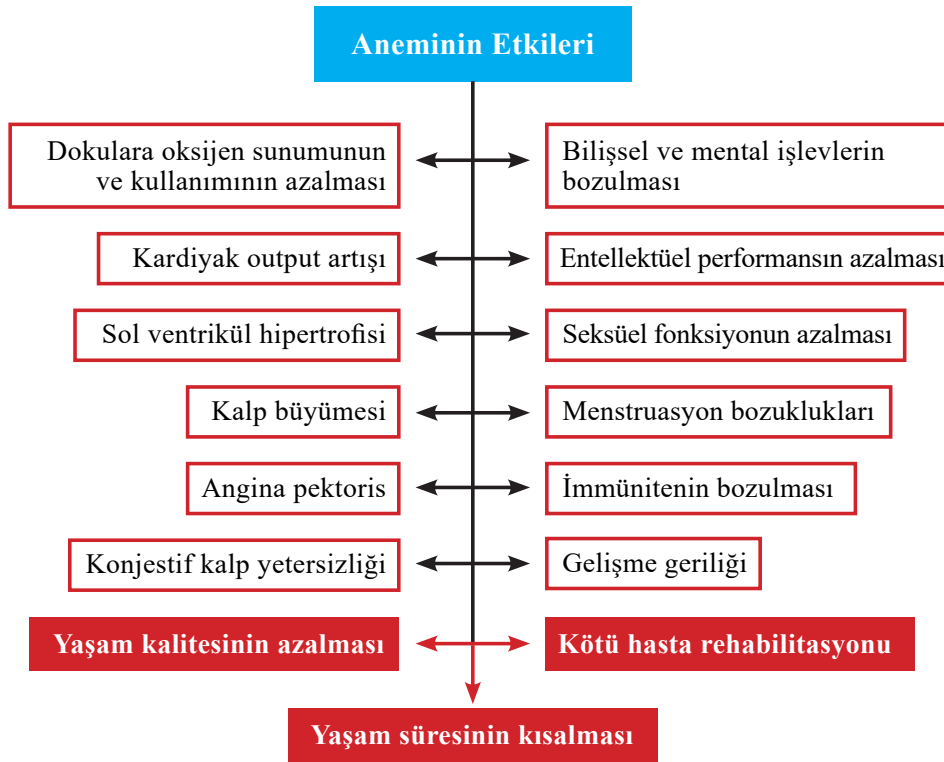 Aneminin Etkileri
Dokulara oksijen sunumunun
ve kullanımının azalması
Bilişsel ve mental işlevlerin
bozulması
Kardiyak output artışı
Entellektüel performansın azalması
Sol ventrikül hipertrofisi
Seksüel fonksiyonun azalması
Kalp büyümesi
Menstruasyon bozuklukları
Angina pektoris
İmmünitenin bozulması
Konjestif kalp yetersizliği
Gelişme geriliği
Yaşam kalitesinin azalması
Kötü hasta rehabilitasyonu
Yaşam süresinin kısalması